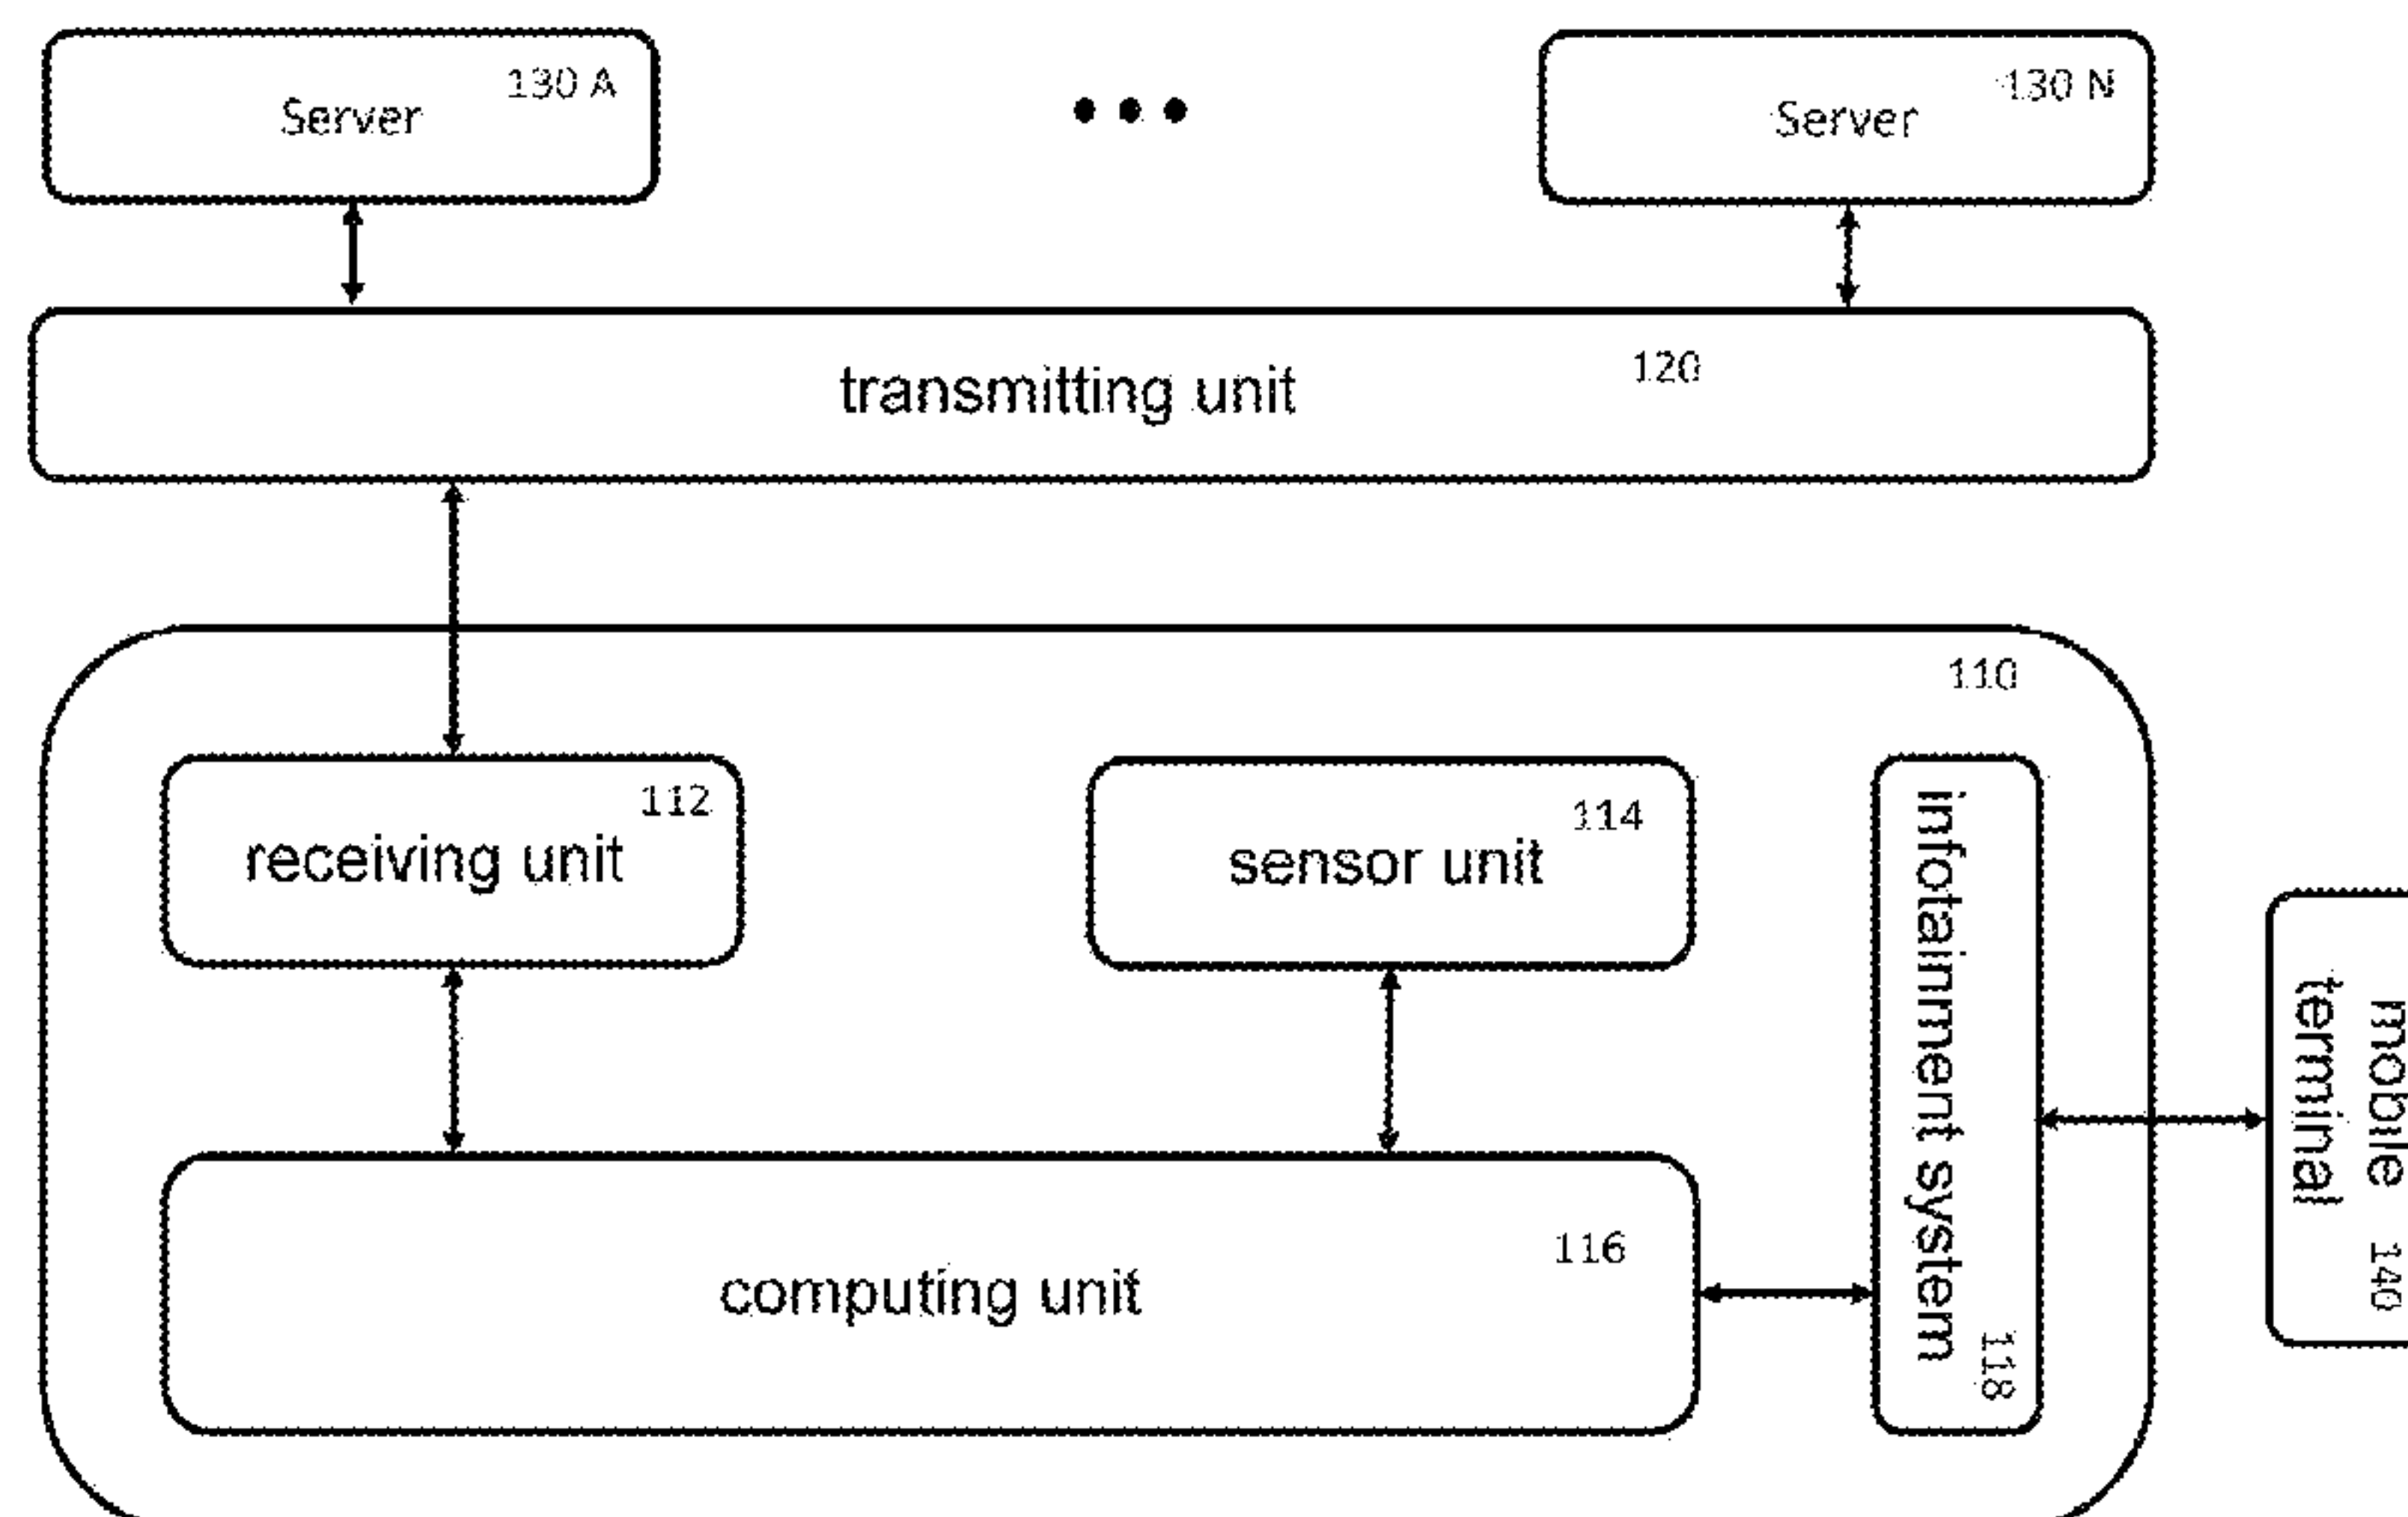 130 A
Server
130 N
Server
transmitting unit
120
110
112
receiving unit
114
sensor unit
infotainment system
118
mobile
terminal
140
116
computing unit